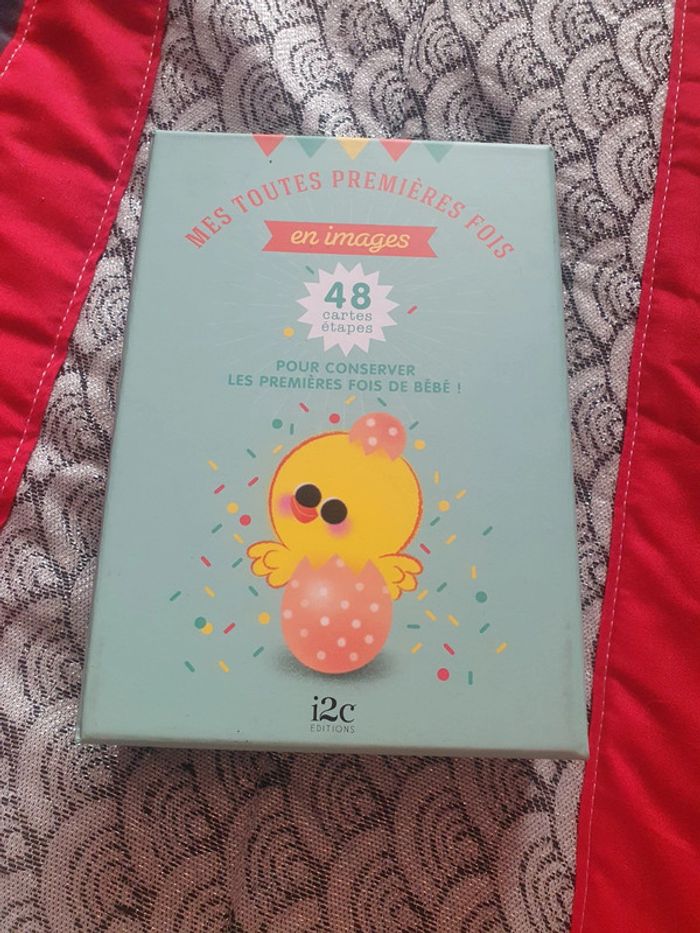 MES TOUTES PREMIÈRES FOIS
en images
48
cartes
étapes
POUR CONSERVER
LES PREMIÈRES FOIS DE BÉBÉ !
i2c
EDITIONS